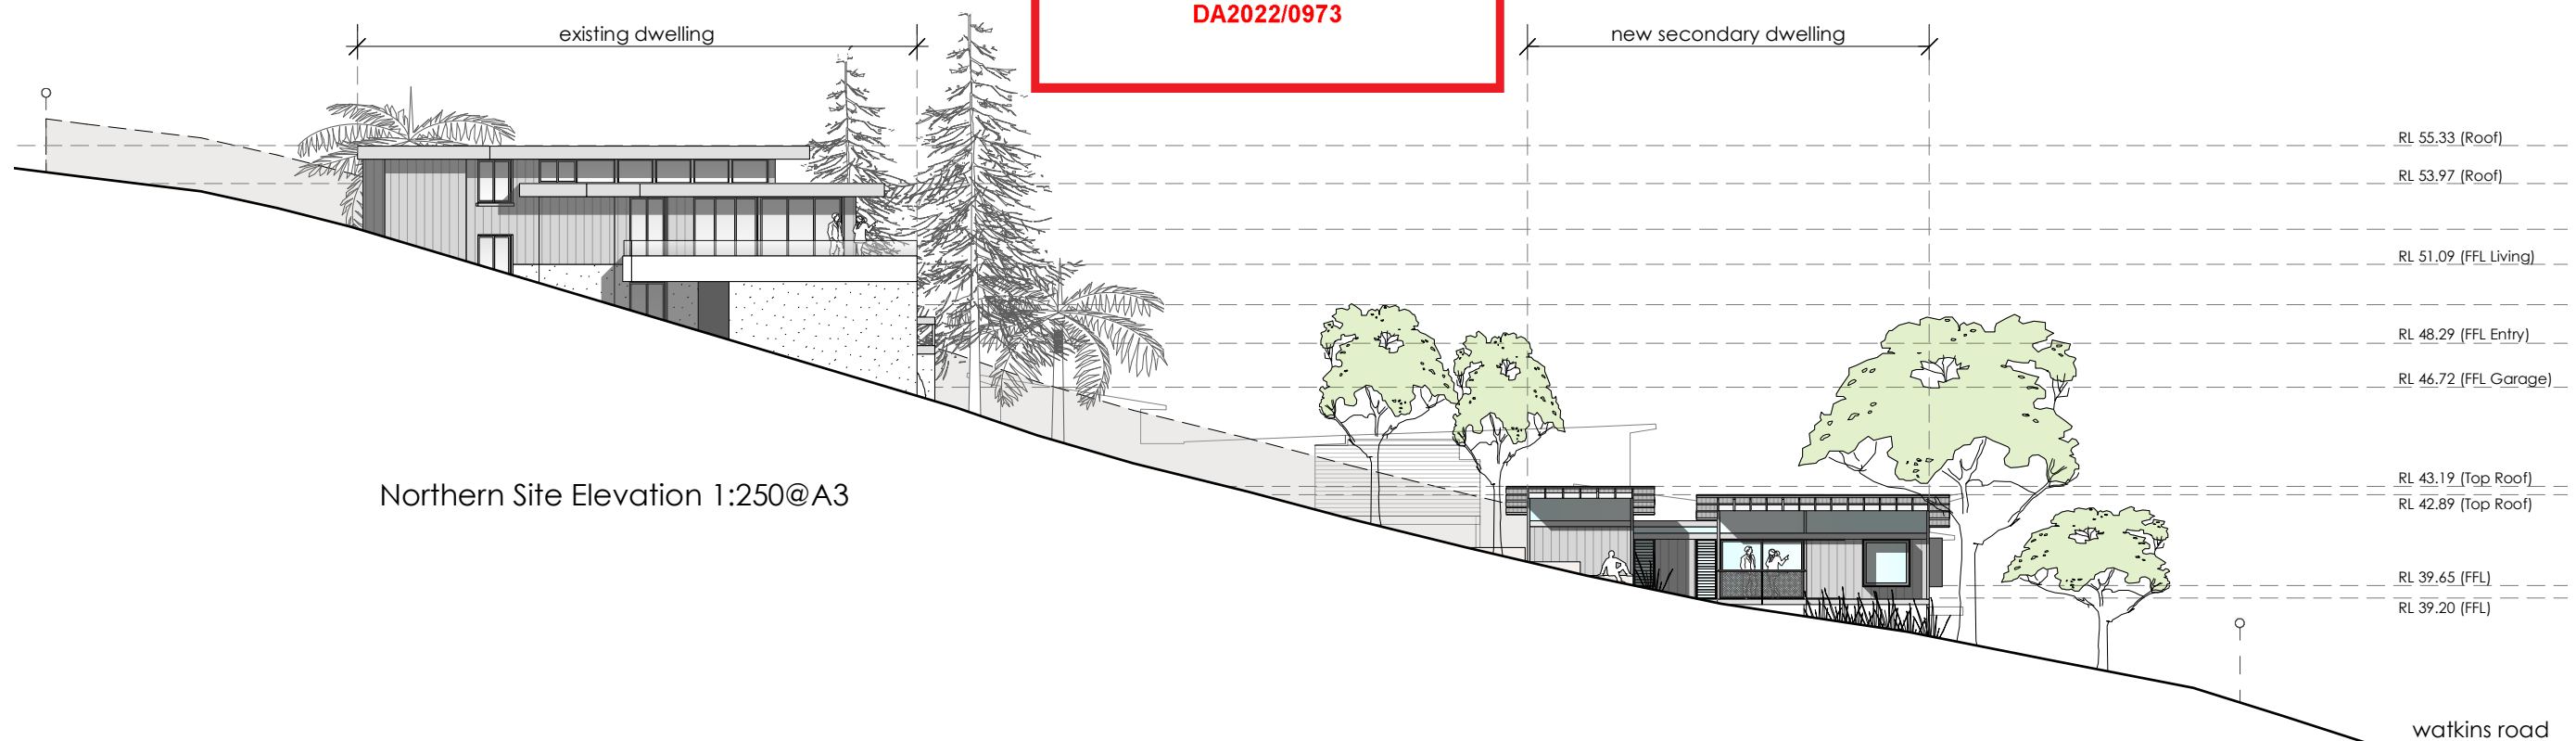 DA2022/0973
existing dwelling
new secondary dwelling
RL 55.33 (Roof)
RL 53.97 (Roof)
RL 51.09 (FFL Living)
RL 48.29 (FFL Entry)
RL 46.72 (FFL Garage)
RL 43.19 (Top Roof)
RL 42.89 (Top Roof)
Northern Site Elevation 1:250@A3
RL 39.65 (FFL)
RL 39.20 (FFL)
watkins road